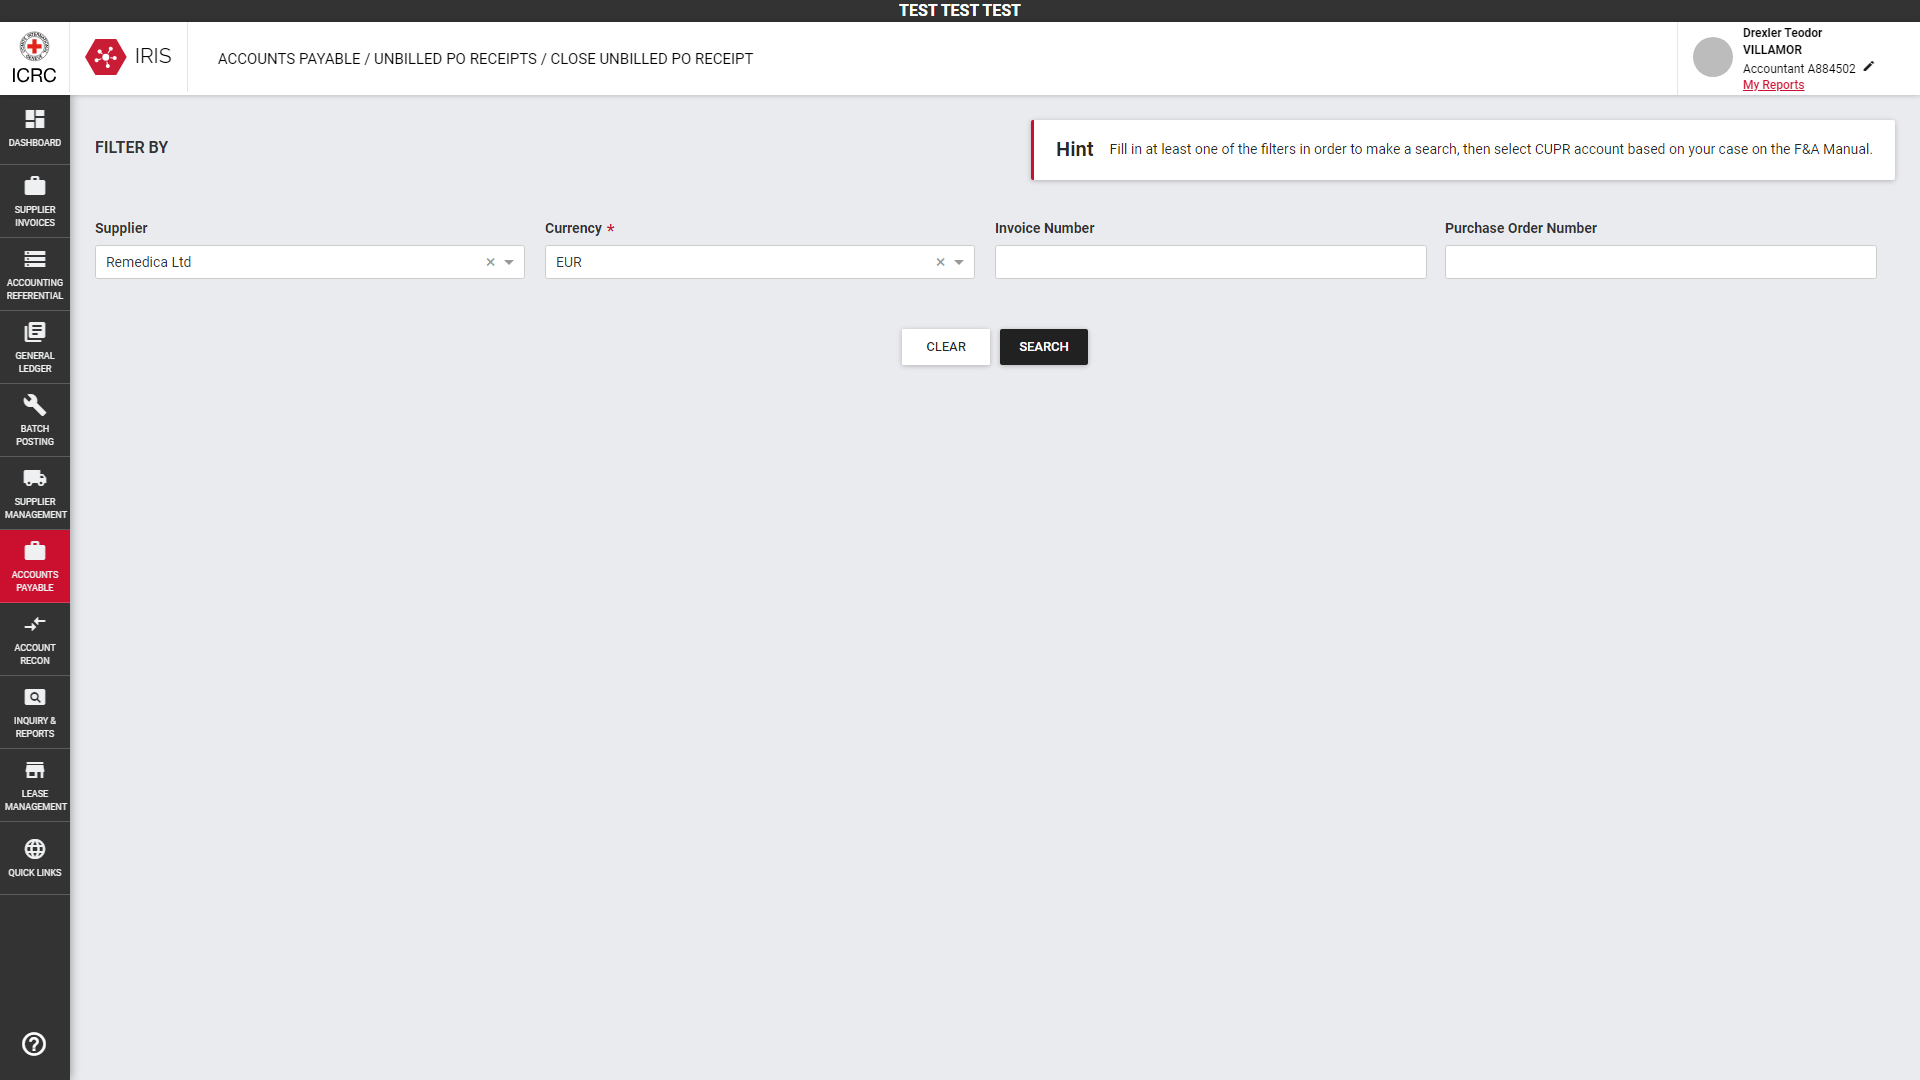 TEST TEST TEST
ICRC
IRIS
ACCOUNTS PAYABLE / UNBILLED PO RECEIPTS / CLOSE UNBILLED PO RECEIPT
Drexler Teodor
VILLAMOR
Accountant A884502
My Reports
DASHBOARD
SUPPLIER
INVOICES
ACCOUNTING
REFERENTIAL
GENERAL
LEDGER
BATCH
POSTING
SUPPLIER
MANAGEMENT
ACCOUNTS
PAYABLE
ACCOUNT
RECON
INQUIRY &
REPORTS
LEASE
MANAGEMENT
QUICK LINKS
FILTER BY
Hint Fill in at least one of the filters in order to make a search, then select CUPR account based on your case on the F&A Manual.
Supplier
Remedica Ltd
Currency *
EUR
Invoice Number
Purchase Order Number
CLEAR
SEARCH